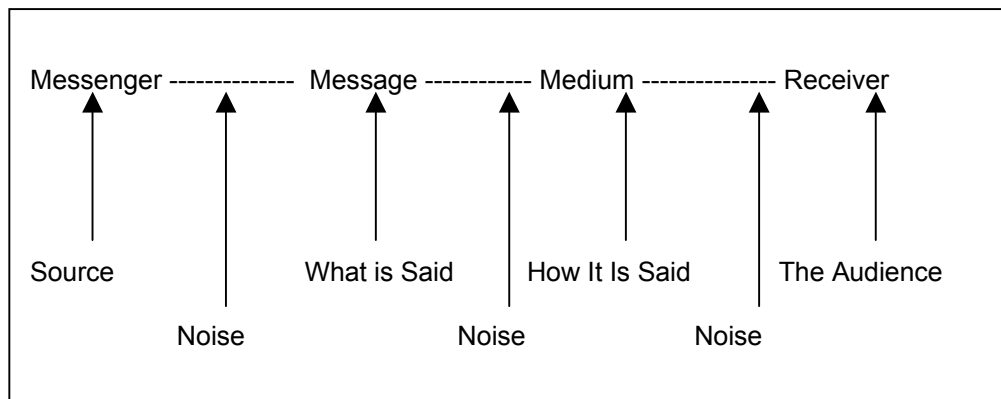 Messenger -------------- Message ------------ Medium --------------- Receiver
Source What is Said How It Is Said The Audience
Noise Noise Noise